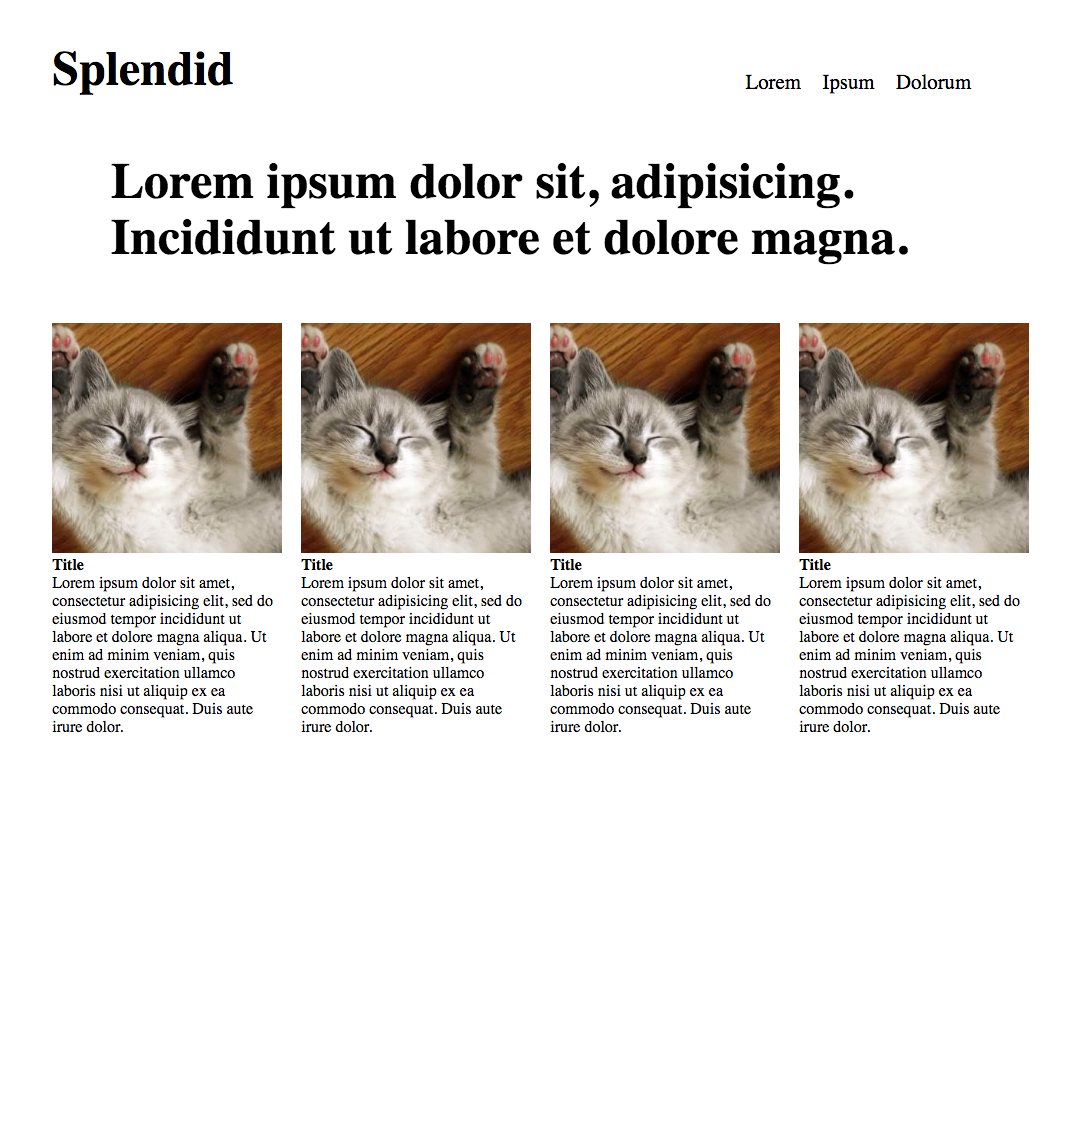 Splendid
Lorem Ipsum Dolorum
Lorem ipsum dolor sit, adipisicing.
Incididunt ut labore et dolore magna.
Title
Lorem ipsum dolor sit amet,
consectetur adipisicing elit, sed do
eiusmod tempor incididunt ut
labore et dolore magna aliqua. Ut
enim ad minim veniam, quis
nostrud exercitation ullamco
laboris nisi ut aliquip ex ea
commodo consequat. Duis aute
irure dolor.
Title
Lorem ipsum dolor sit amet,
consectetur adipisicing elit, sed do
eiusmod tempor incididunt ut
labore et dolore magna aliqua. Ut
enim ad minim veniam, quis
nostrud exercitation ullamco
laboris nisi ut aliquip ex ea
commodo consequat. Duis aute
irure dolor.
Title
Lorem ipsum dolor sit amet,
consectetur adipisicing elit, sed do
eiusmod tempor incididunt ut
labore et dolore magna aliqua. Ut
enim ad minim veniam, quis
nostrud exercitation ullamco
laboris nisi ut aliquip ex ea
commodo consequat. Duis aute
irure dolor.
Title
Lorem ipsum dolor sit amet,
consectetur adipisicing elit, sed do
eiusmod tempor incididunt ut
labore et dolore magna aliqua. Ut
enim ad minim veniam, quis
nostrud exercitation ullamco
laboris nisi ut aliquip ex ea
commodo consequat. Duis aute
irure dolor.